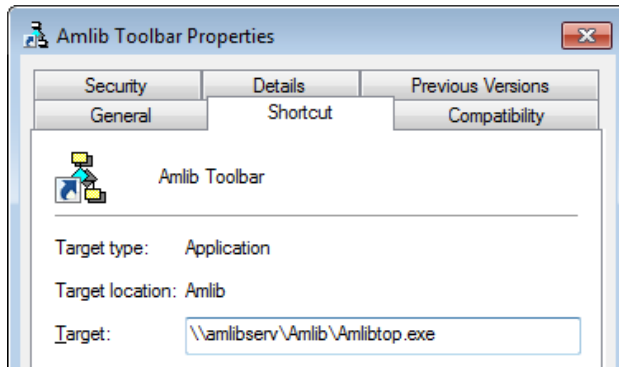 Amlib Toolbar Properties
Security Details Previous Versions
General Shortcut Compatibility
Amlib Toolbar
Target type: Application
Target location: Amlib
Target: \\amlibserv\Amlib\Amlibtop.exe